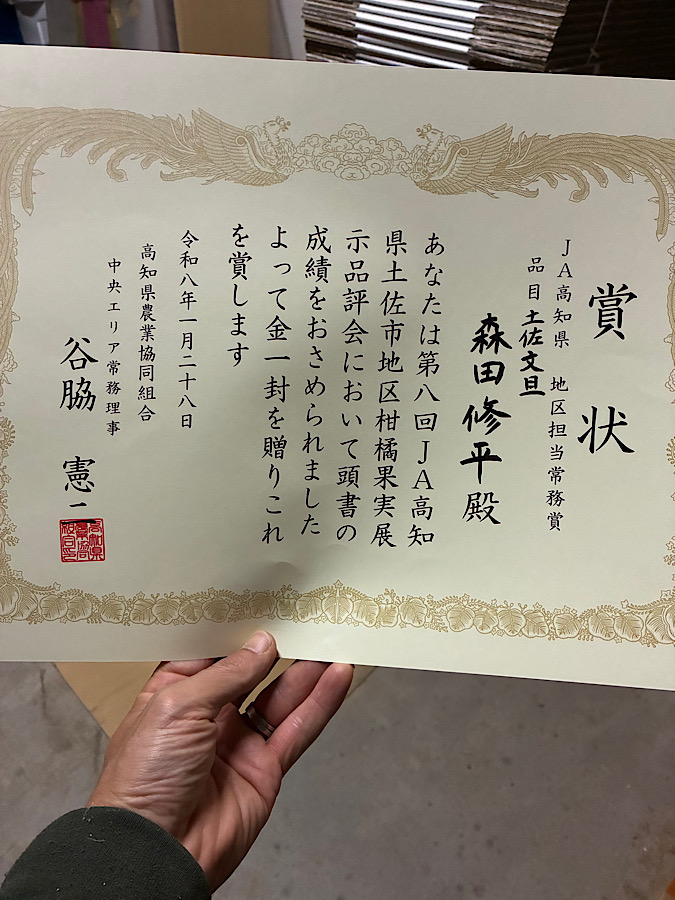 賞状
JA高知県 地区担当常務賞
品目 土佐文旦
森田修平殿
あなたは第八回JA高知
県土佐市地区柑橘果実展
示品評会において頭書の
成績をおさめられました
よって金一封を贈りこれ
を賞します
令和八年一月二十八日
高知県農業協同組合
中央エリア常務理事
谷脇 憲二